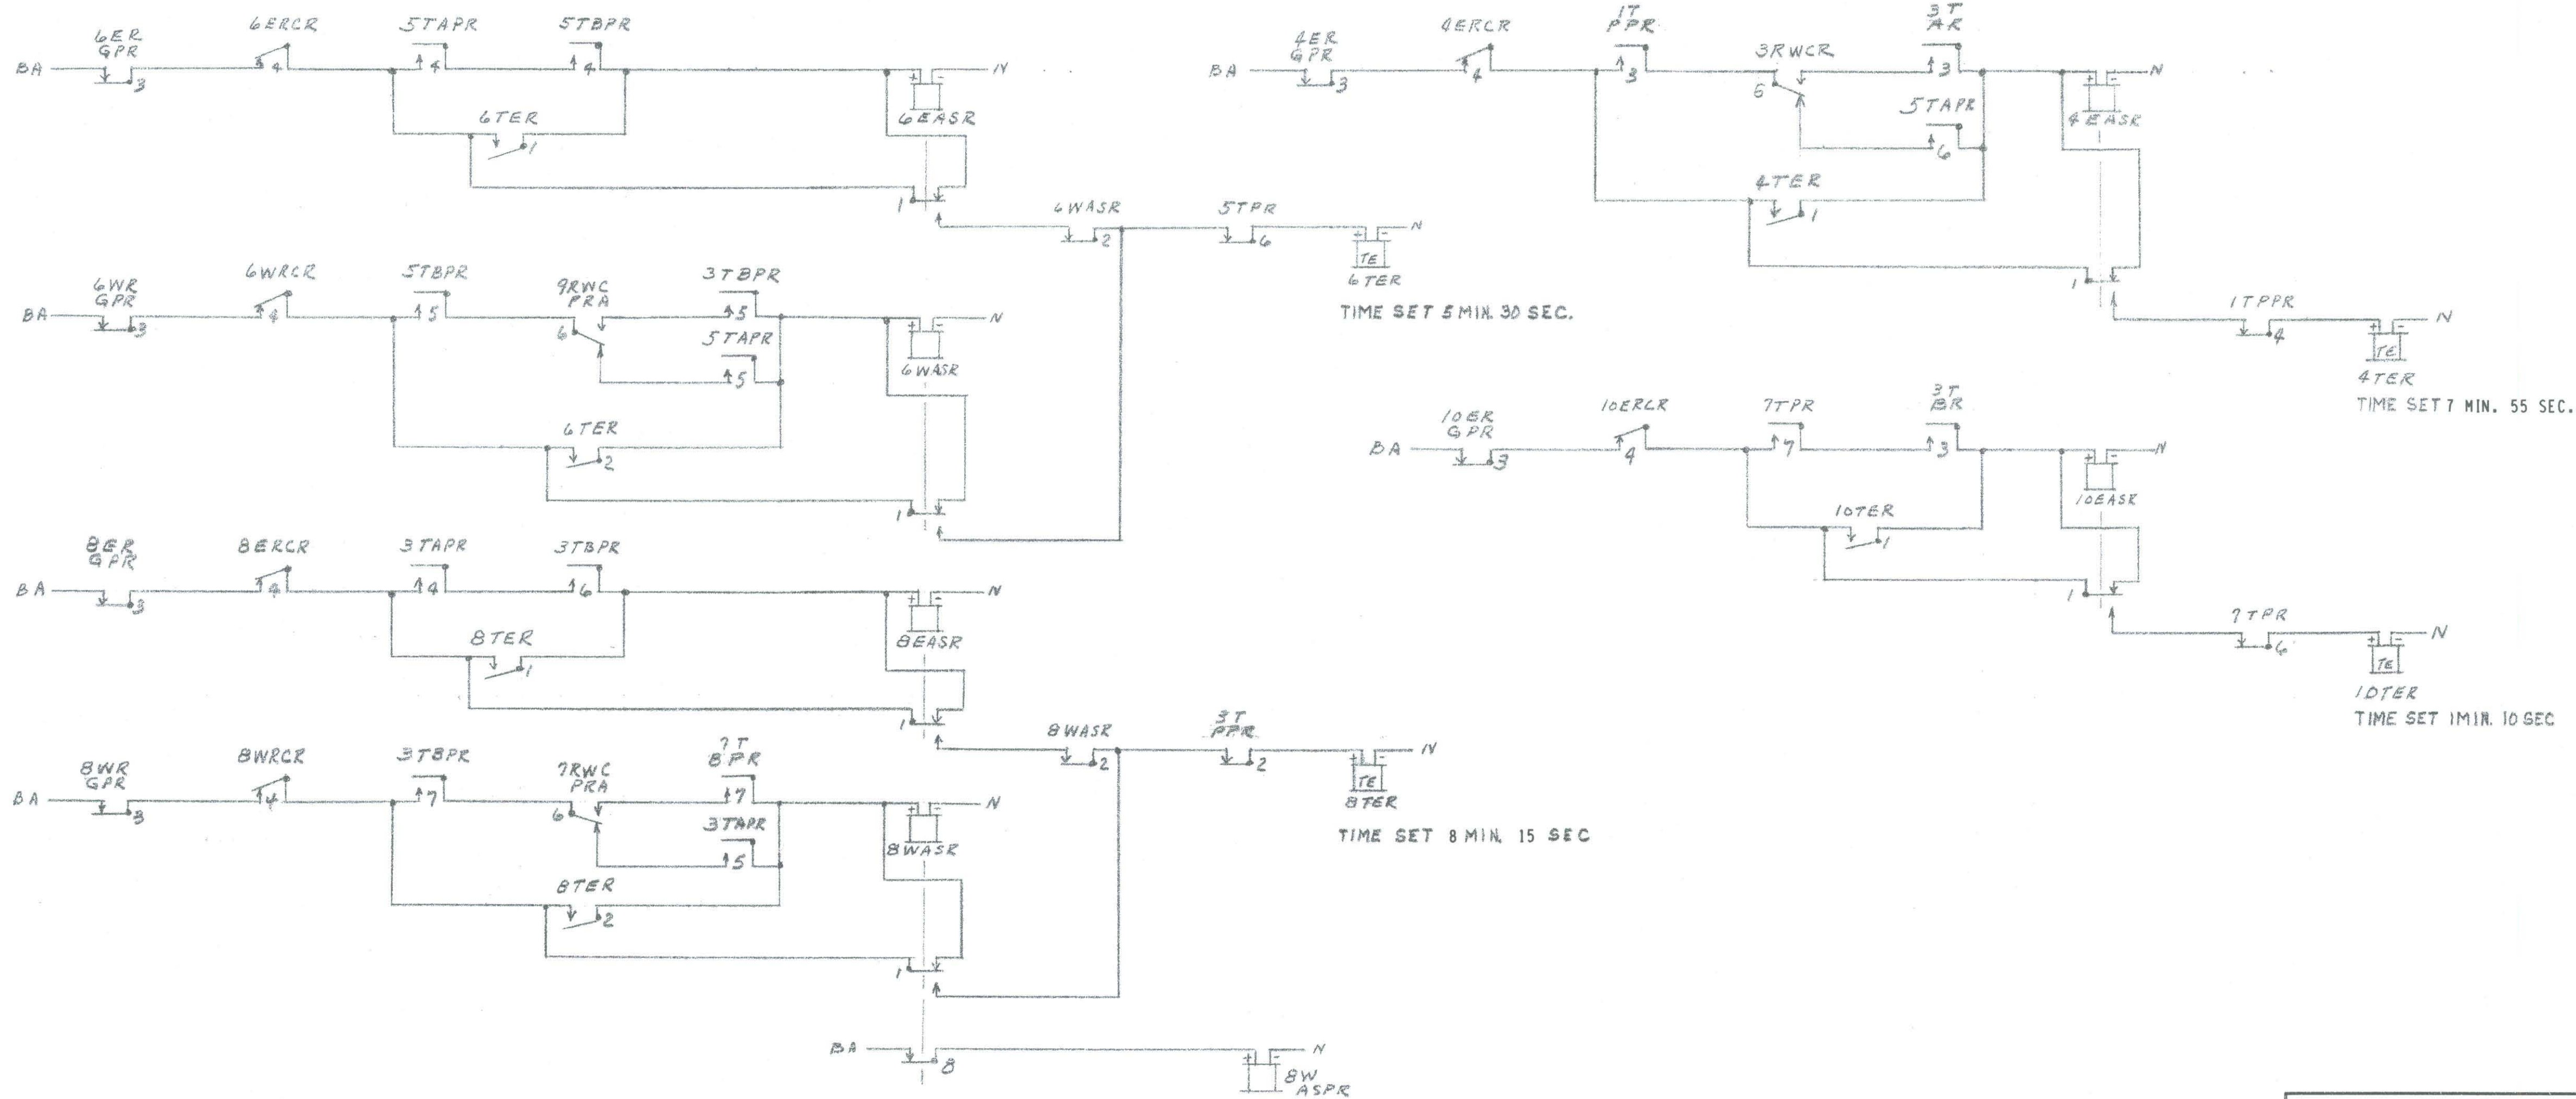 6ER GPR
6ERCR
5TAPR
5TBPR
BA
3
4
4
4
+ -
N
6EASR
6TER
1
1
6WASR
2
5TPR
6
+ -
N
TE
6TER
TIME SET 5 MIN. 30 SEC.
6WR GPR
6WRCR
5TBPR
9RWC PRA
3TBPR
BA
3
4
5
6
5
+ -
N
6WASR
5TAPR
5
6TER
2
1
8ER GPR
8ERCR
3TAPR
3TBPR
BA
3
4
4
6
+ -
N
8EASR
8TER
1
1
8WASR
2
3T PPR
2
+ -
N
TE
8TER
TIME SET 8 MIN. 15 SEC
8WR GPR
8WRCR
3TBPR
7RWC PRA
7T 8PR
BA
3
4
7
6
7
+ -
N
8WASR
3TAPR
5
8TER
2
1
BA
8
+ -
N
8W ASPR
4ER GPR
4ERCR
1T PPR
3RWCR
3T AR
BA
3
4
3
6
3
+ -
N
4EASR
5TAPR
6
4TER
1
1
1TPPR
4
+ -
N
TE
4TER
TIME SET 7 MIN. 55 SEC.
10ER GPR
10ERCR
7TPR
3T BR
BA
3
4
7
3
+ -
N
10EASR
10TER
1
1
7TPR
6
+ -
N
TE
10TER
TIME SET 1MIN. 10 SEC